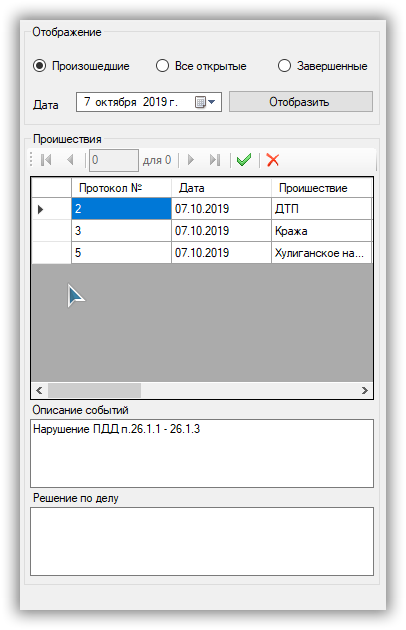 Отображение
Произошедшие Все открытые Завершенные
Дата 7 октября 2019 г. Отобразить
Проишествия
0 для 0
Протокол № Дата Проишествие
2 07.10.2019 ДТП
3 07.10.2019 Кража
5 07.10.2019 Хулиганское на...
Описание событий
Нарушение ПДД п.26.1.1 - 26.1.3
Решение по делу